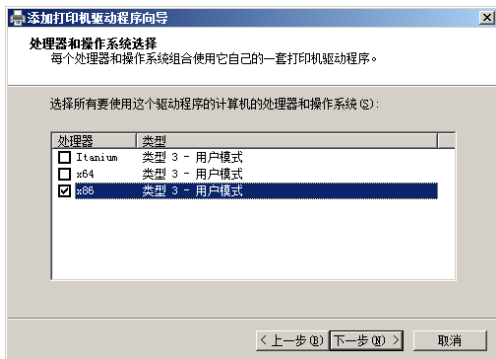 添加打印机驱动程序向导
处理器和操作系统选择
每个处理器和操作系统组合使用它自己的一套打印机驱动程序。
选择所有要使用这个驱动程序的计算机的处理器和操作系统(S):
处理器 类型
Itanium 类型 3 - 用户模式
x64 类型 3 - 用户模式
x86 类型 3 - 用户模式
< 上一步(B) 下一步(N) > 取消